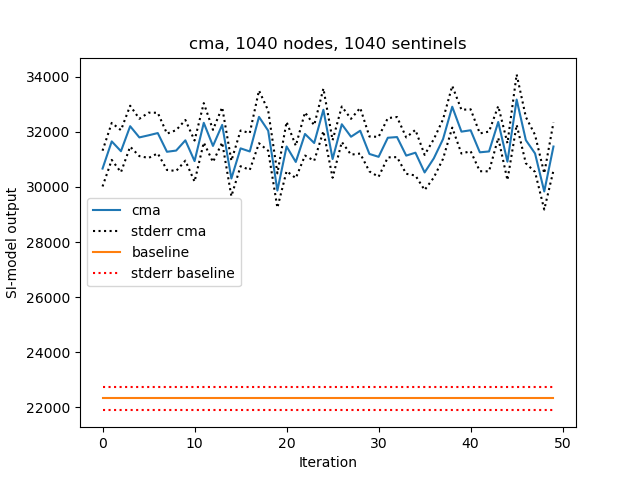 cma, 1040 nodes, 1040 sentinels
SI-model output
34000
32000
30000
28000
26000
24000
22000
cma
stderr cma
baseline
stderr baseline
0 10 20 30 40 50
Iteration